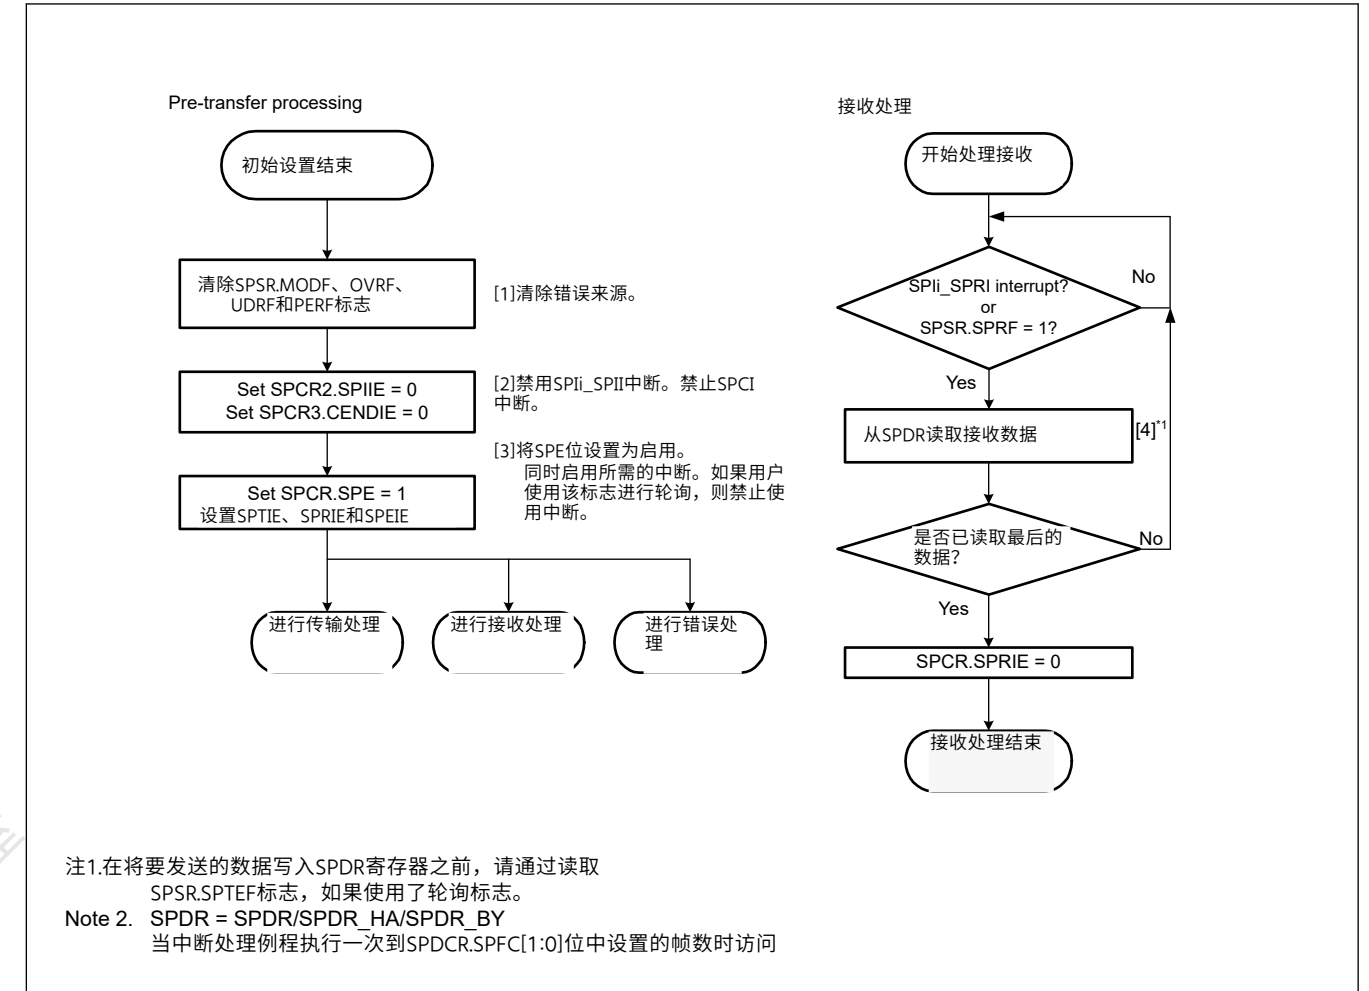 Pre-transfer processing
初始设置结束
清除SPSR.MODF、OVRF、
UDRF和PERF标志
[1]清除错误来源。
Set SPCR2.SPIIE = 0
Set SPCR3.CENDIE = 0
[2]禁用SPIi_SPII中断。禁止SPCI
中断。
[3]将SPE位设置为启用。
同时启用所需的中断。如果用户
使用该标志进行轮询，则禁止使
用中断。
Set SPCR.SPE = 1
设置SPTIE、SPRIE和SPEIE
进行传输处理
进行接收处理
进行错误处
理
接收处理
开始处理接收
SPIi_SPRI interrupt?
or
SPSR.SPRF = 1?
No
Yes
从SPDR读取接收数据
[4]*1
是否已读取最后的
数据？
No
Yes
SPCR.SPRIE = 0
接收处理结束
注1.在将要发送的数据写入SPDR寄存器之前，请通过读取
SPSR.SPTEF标志，如果使用了轮询标志。
Note 2. SPDR = SPDR/SPDR_HA/SPDR_BY
当中断处理例程执行一次到SPDCR.SPFC[1:0]位中设置的帧数时访问